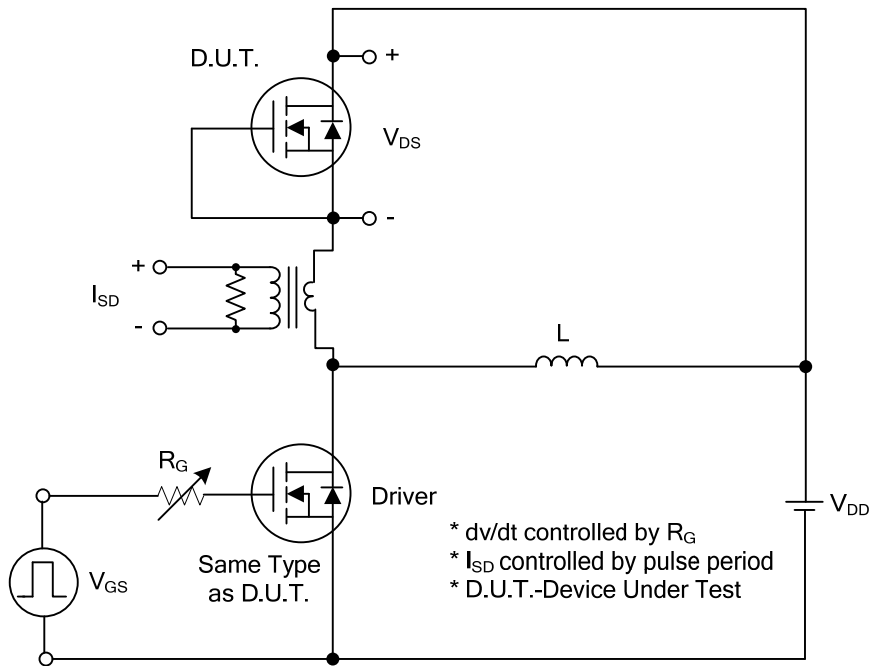 D.U.T.
+
VDS
-
+
ISD
-
L
RG
Driver
VDD
VGS
Same Type
as D.U.T.
* dv/dt controlled by RG
* ISD controlled by pulse period
* D.U.T.-Device Under Test